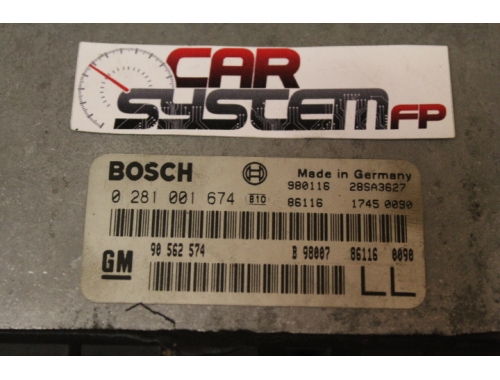 CAR
SYSTEM FP
BOSCH Made in Germany
980116 28SA3627
0 281 001 674 B10 86116 1745 0090
GM 90 562 574 B 98007 86116 0090
LL